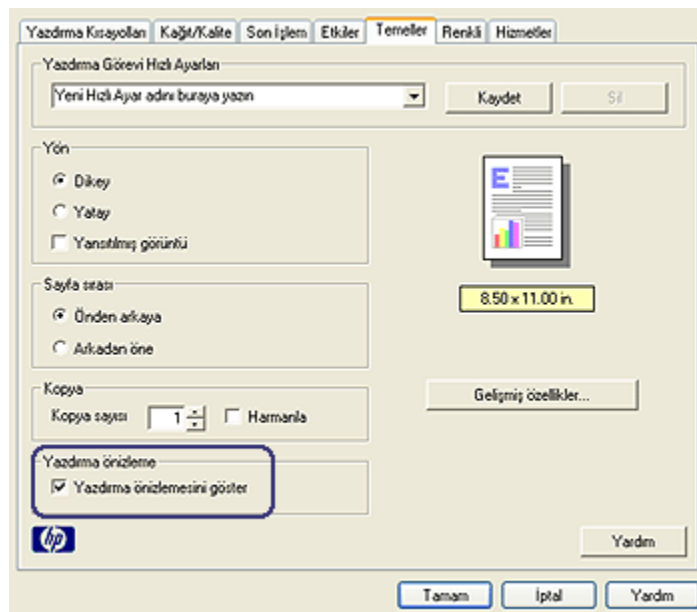 Yazdırma Kısayolları Kağıt/Kalite Son İşlem Etkiler Temeller Renkli Hizmetler
Yazdırma Görevi Hızlı Ayarları
Yeni Hızlı Ayar adını buraya yazın Kaydet Sil
Yön
Dikey
Yatay
Yansıtılmış görüntü
E
8.50 x 11.00 in.
Sayfa sırası
Önden arkaya
Arkadan öne
Gelişmiş özellikler...
Kopya
Kopya sayısı 1 Harmanla
Yazdırma önizleme
Yazdırma önizlemesini göster
hp Yardım
Tamam İptal Yardım